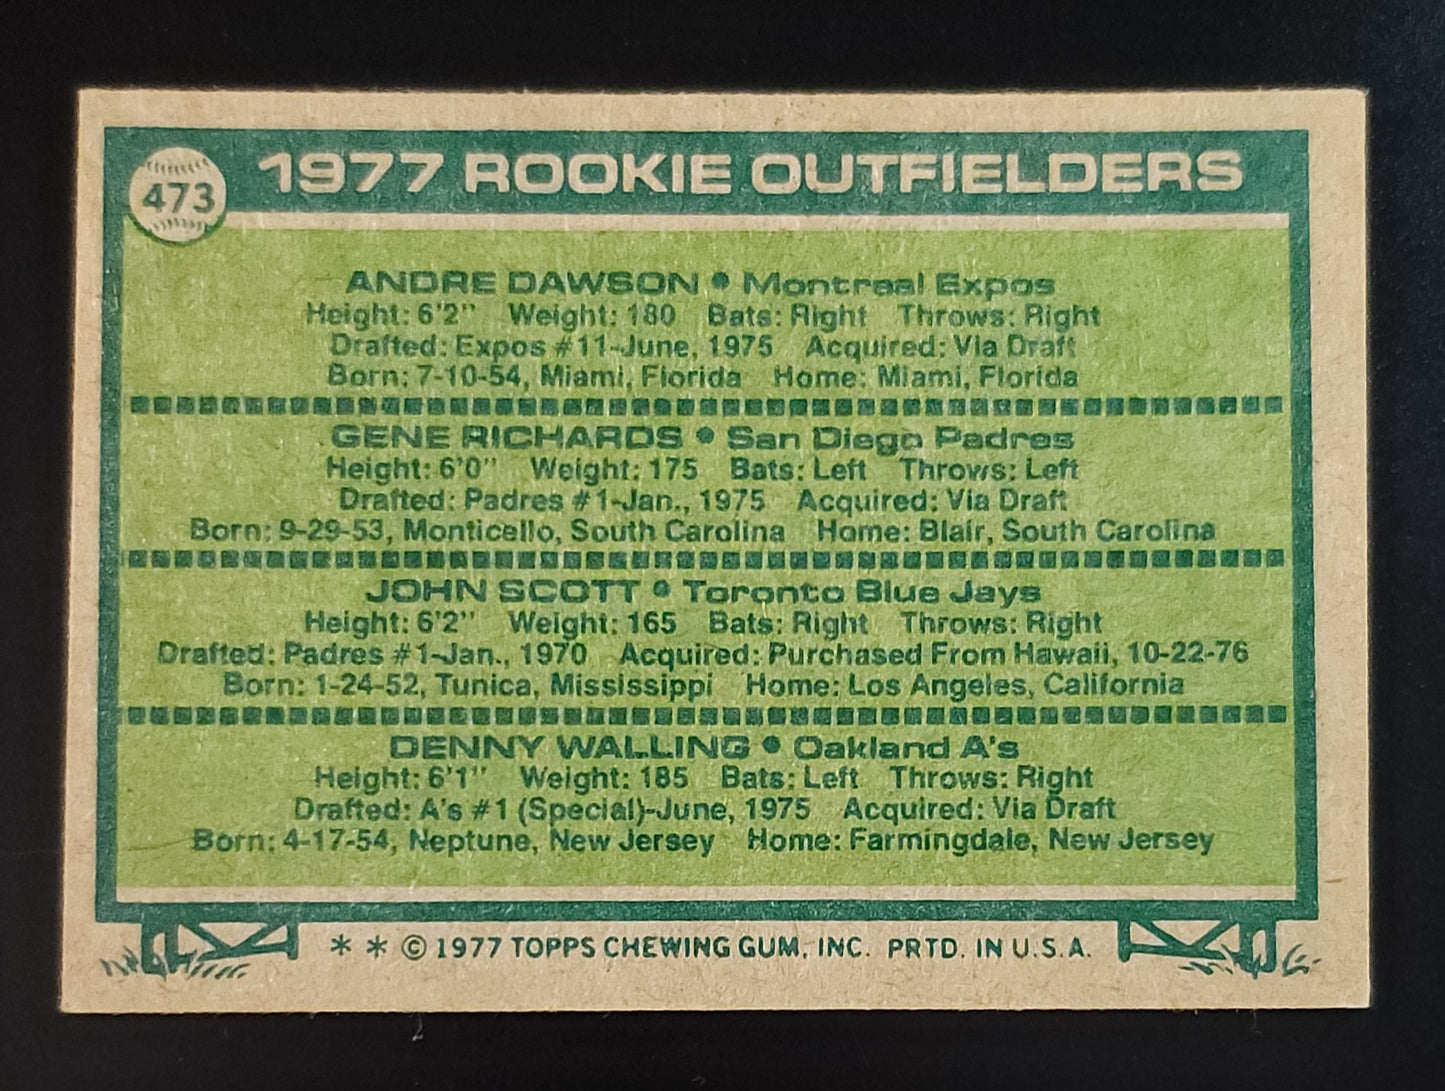 473
1977 ROOKIE OUTFIELDERS
ANDRE DAWSON • Montreal Expos
Height: 6'2" Weight: 180 Bats: Right Throws: Right
Drafted: Expos #11-June, 1975 Acquired: Via Draft
Born: 7-10-54, Miami, Florida Home: Miami, Florida
GENE RICHARDS • San Diego Padres
Height: 6'0" Weight: 175 Bats: Left Throws: Left
Drafted: Padres #1-Jan., 1975 Acquired: Via Draft
Born: 9-29-53, Monticello, South Carolina Home: Blair, South Carolina
JOHN SCOTT • Toronto Blue Jays
Height: 6'2" Weight: 165 Bats: Right Throws: Right
Drafted: Padres #1-Jan., 1970 Acquired: Purchased From Hawaii, 10-22-76
Born: 1-24-52, Tunica, Mississippi Home: Los Angeles, California
DENNY WALLING • Oakland A's
Height: 6'1" Weight: 185 Bats: Left Throws: Right
Drafted: A's #1 (Special)-June, 1975 Acquired: Via Draft
Born: 4-17-54, Neptune, New Jersey Home: Farmingdale, New Jersey
* * © 1977 TOPPS CHEWING GUM, INC. PRTD. IN U.S.A.